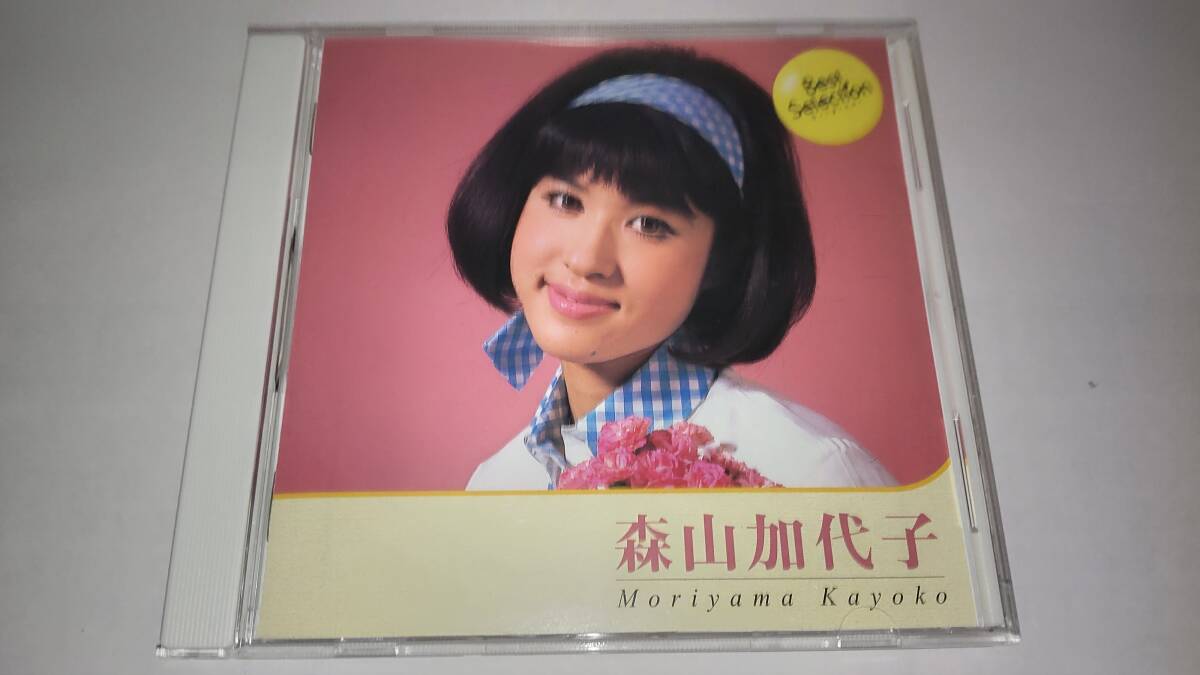 Best
Selection
森山加代子
Moriyama Kayoko